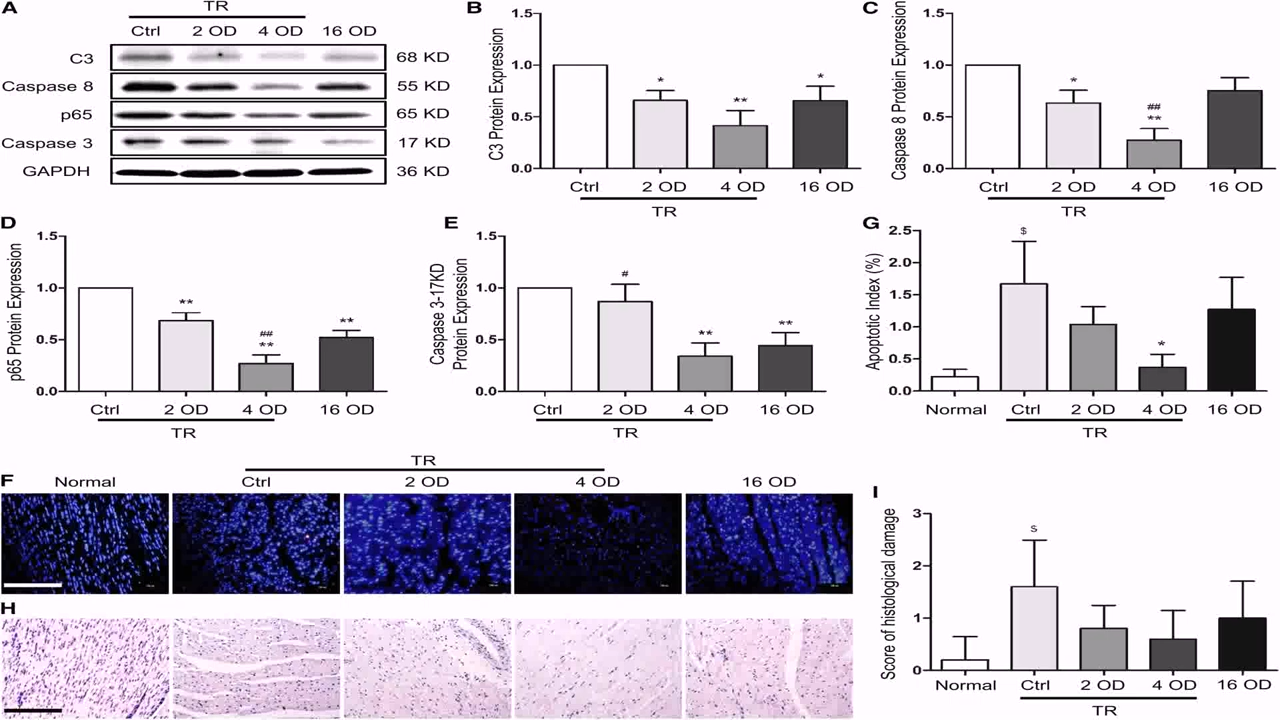 A
TR
Ctrl 2 OD 4 OD 16 OD
C3 68 KD
Caspase 8 55 KD
p65 65 KD
Caspase 3 17 KD
GAPDH 36 KD
B
C3 Protein Expression
1.5
1.0
0.5
0.0
* ** *
Ctrl 2 OD 4 OD 16 OD
TR
C
Caspase 8 Protein Expression
1.5
1.0
0.5
0.0
* ## **
Ctrl 2 OD 4 OD 16 OD
TR
D
p65 Protein Expression
1.5
1.0
0.5
0.0
** ## ** **
Ctrl 2 OD 4 OD 16 OD
TR
E
Caspase 3-17KD
Protein Expression
1.5
1.0
0.5
0.0
# ** **
Ctrl 2 OD 4 OD 16 OD
TR
G
Apoptotic Index (%)
2.5
2.0
1.5
1.0
0.5
0.0
$ *
Normal Ctrl 2 OD 4 OD 16 OD
TR
F
TR
Normal Ctrl 2 OD 4 OD 16 OD
H
I
Score of histological damage
3
2
1
0
$
Normal Ctrl 2 OD 4 OD 16 OD
TR